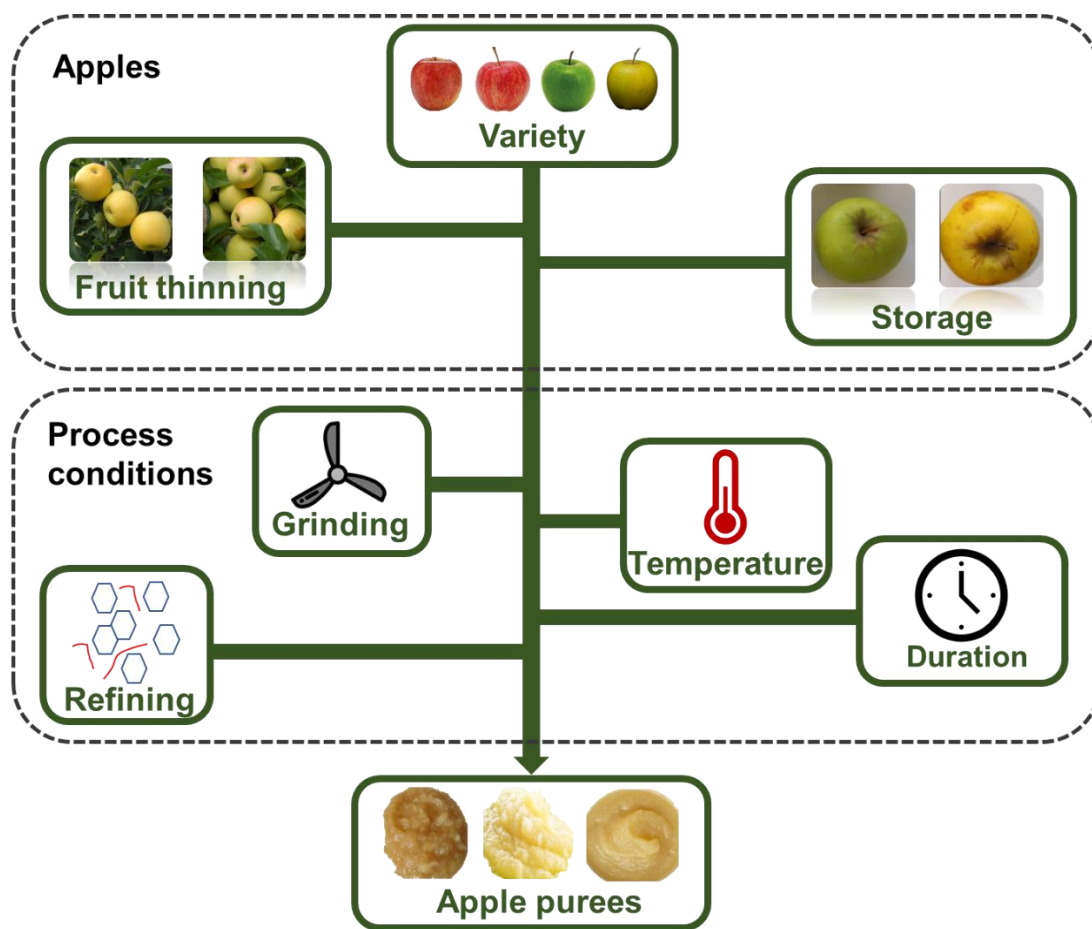 Apples
Variety
Fruit thinning
Storage
Process
conditions
Grinding
Temperature
Duration
Refining
Apple purees